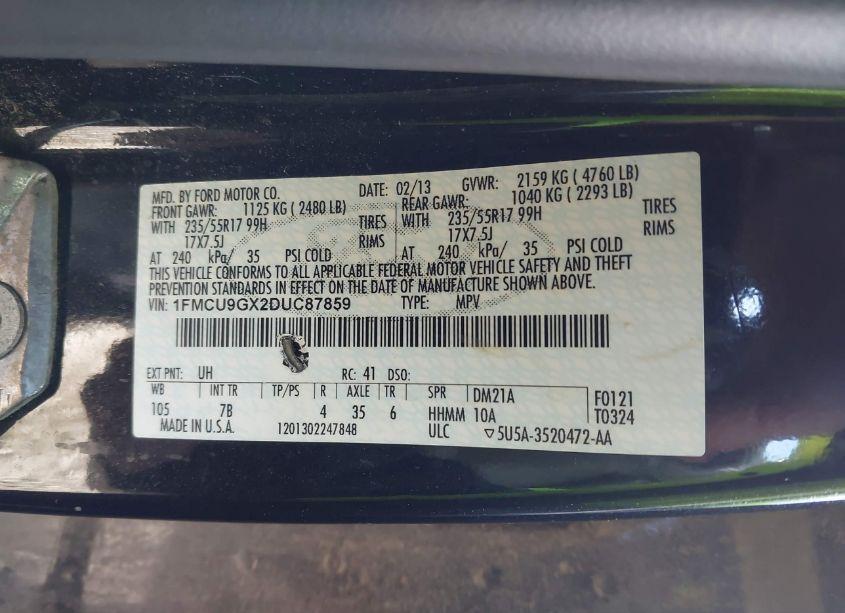 MFD. BY FORD MOTOR CO. DATE: 02/13 GVWR: 2159 KG ( 4760 LB)
FRONT GAWR: 1125 KG ( 2480 LB) REAR GAWR: 1040 KG ( 2293 LB)
WITH 235/55R17 99H TIRES WITH 235/55R17 99H TIRES
17X7.5J RIMS 17X7.5J RIMS
AT 240 kPa/ 35 PSI COLD AT 240 kPa/ 35 PSI COLD
THIS VEHICLE CONFORMS TO ALL APPLICABLE FEDERAL MOTOR VEHICLE SAFETY AND THEFT
PREVENTION STANDARDS IN EFFECT ON THE DATE OF MANUFACTURE SHOWN ABOVE.
VIN: 1FMCU9GX2DUC87859 TYPE: MPV
EXT PNT: UH RC: 41 DSO:
WB INT TR TP/PS R AXLE TR SPR DM21A F0121
105 7B 4 35 6 HHMM 10A T0324
MADE IN U.S.A. 1201302247848 ULC ▽5U5A-3520472-AA